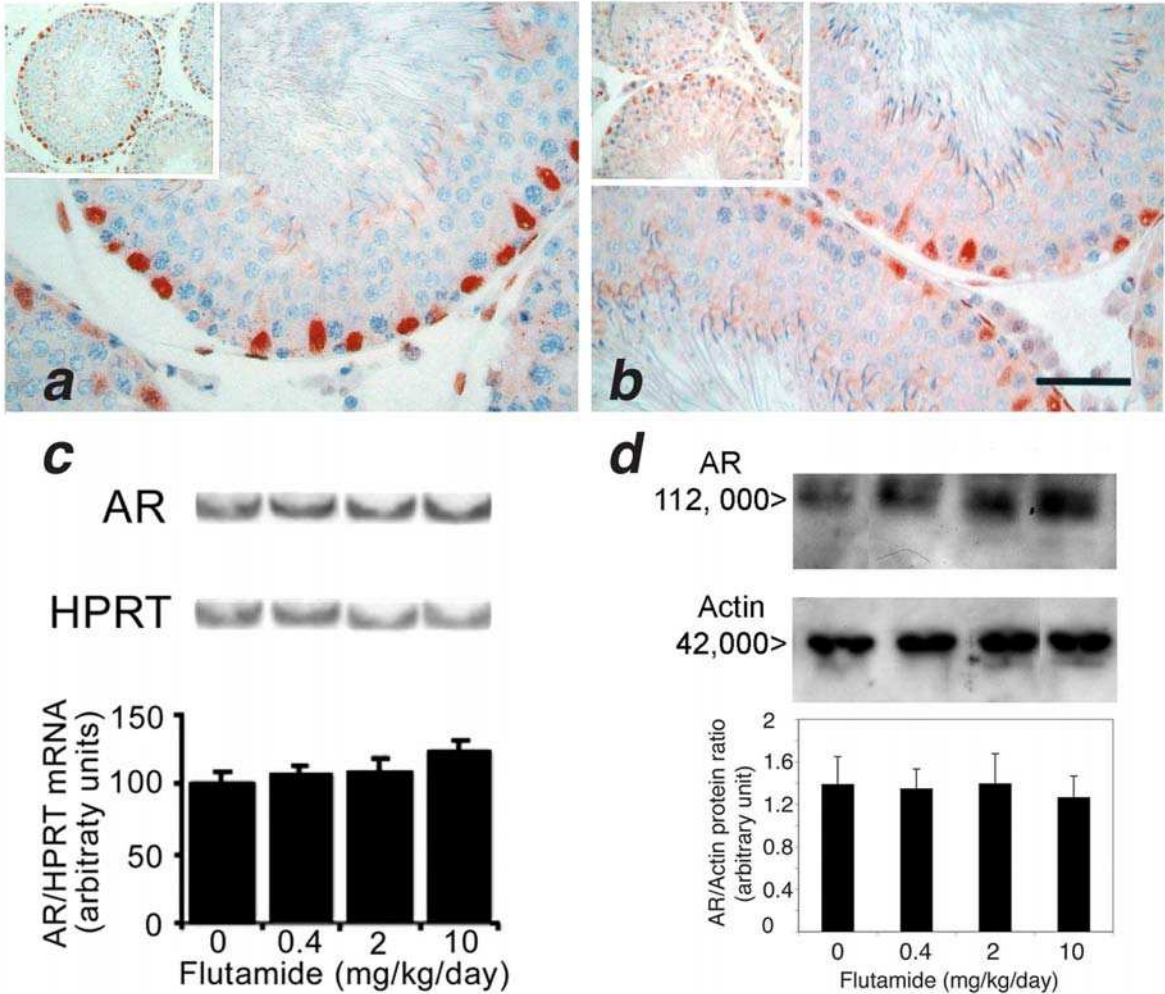 a
b
c
AR
HPRT
AR/HPRT mRNA
(arbitraty units)
150
100
50
0
0 0.4 2 10
Flutamide (mg/kg/day)
d
AR
112, 000>
Actin
42,000>
AR/Actin protein ratio
(arbitrary unit)
2
1.6
1.2
0.4
0
0 0.4 2 10
Flutamide (mg/kg/day)